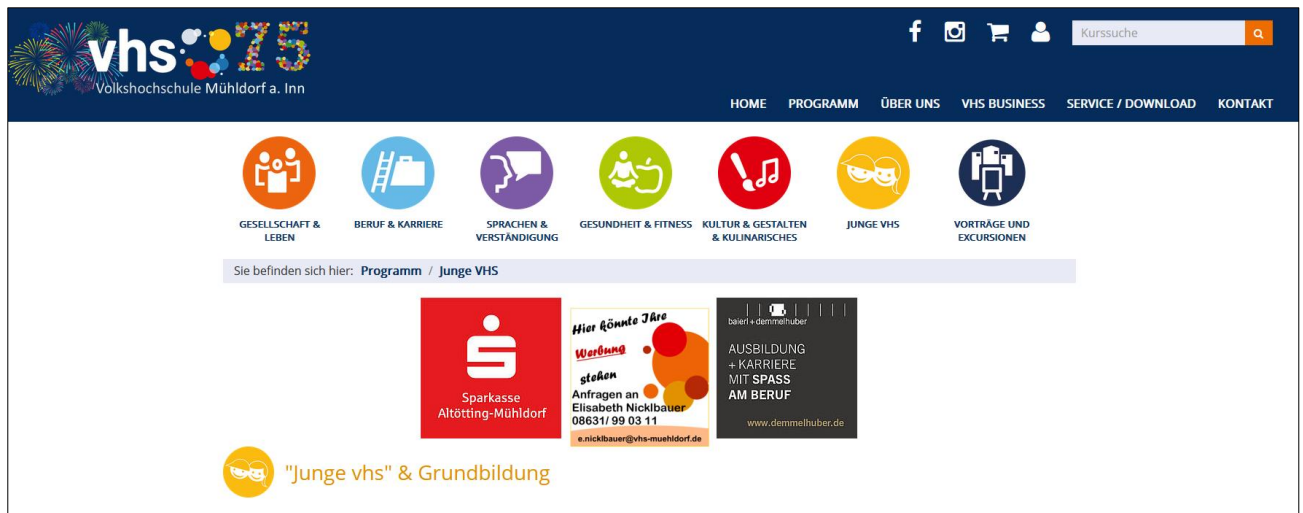 vhs 75
Volkshochschule Mühldorf a. Inn
Kurssuche
HOME PROGRAMM ÜBER UNS VHS BUSINESS SERVICE / DOWNLOAD KONTAKT
GESELLSCHAFT &
LEBEN
BERUF & KARRIERE
SPRACHEN &
VERSTÄNDIGUNG
GESUNDHEIT & FITNESS
KULTUR & GESTALTEN
& KULINARISCHES
JUNGE VHS
VORTRÄGE UND
EXCURSIONEN
Sie befinden sich hier: Programm / Junge VHS
Sparkasse
Altötting-Mühldorf
Hier könnte Ihre
Werbung
stehen
Anfragen an
Elisabeth Nicklbauer
08631/ 99 03 11
e.nicklbauer@vhs-muehldorf.de
baierl + demmelhuber
AUSBILDUNG
+ KARRIERE
MIT SPASS
AM BERUF
www.demmelhuber.de
"Junge vhs" & Grundbildung